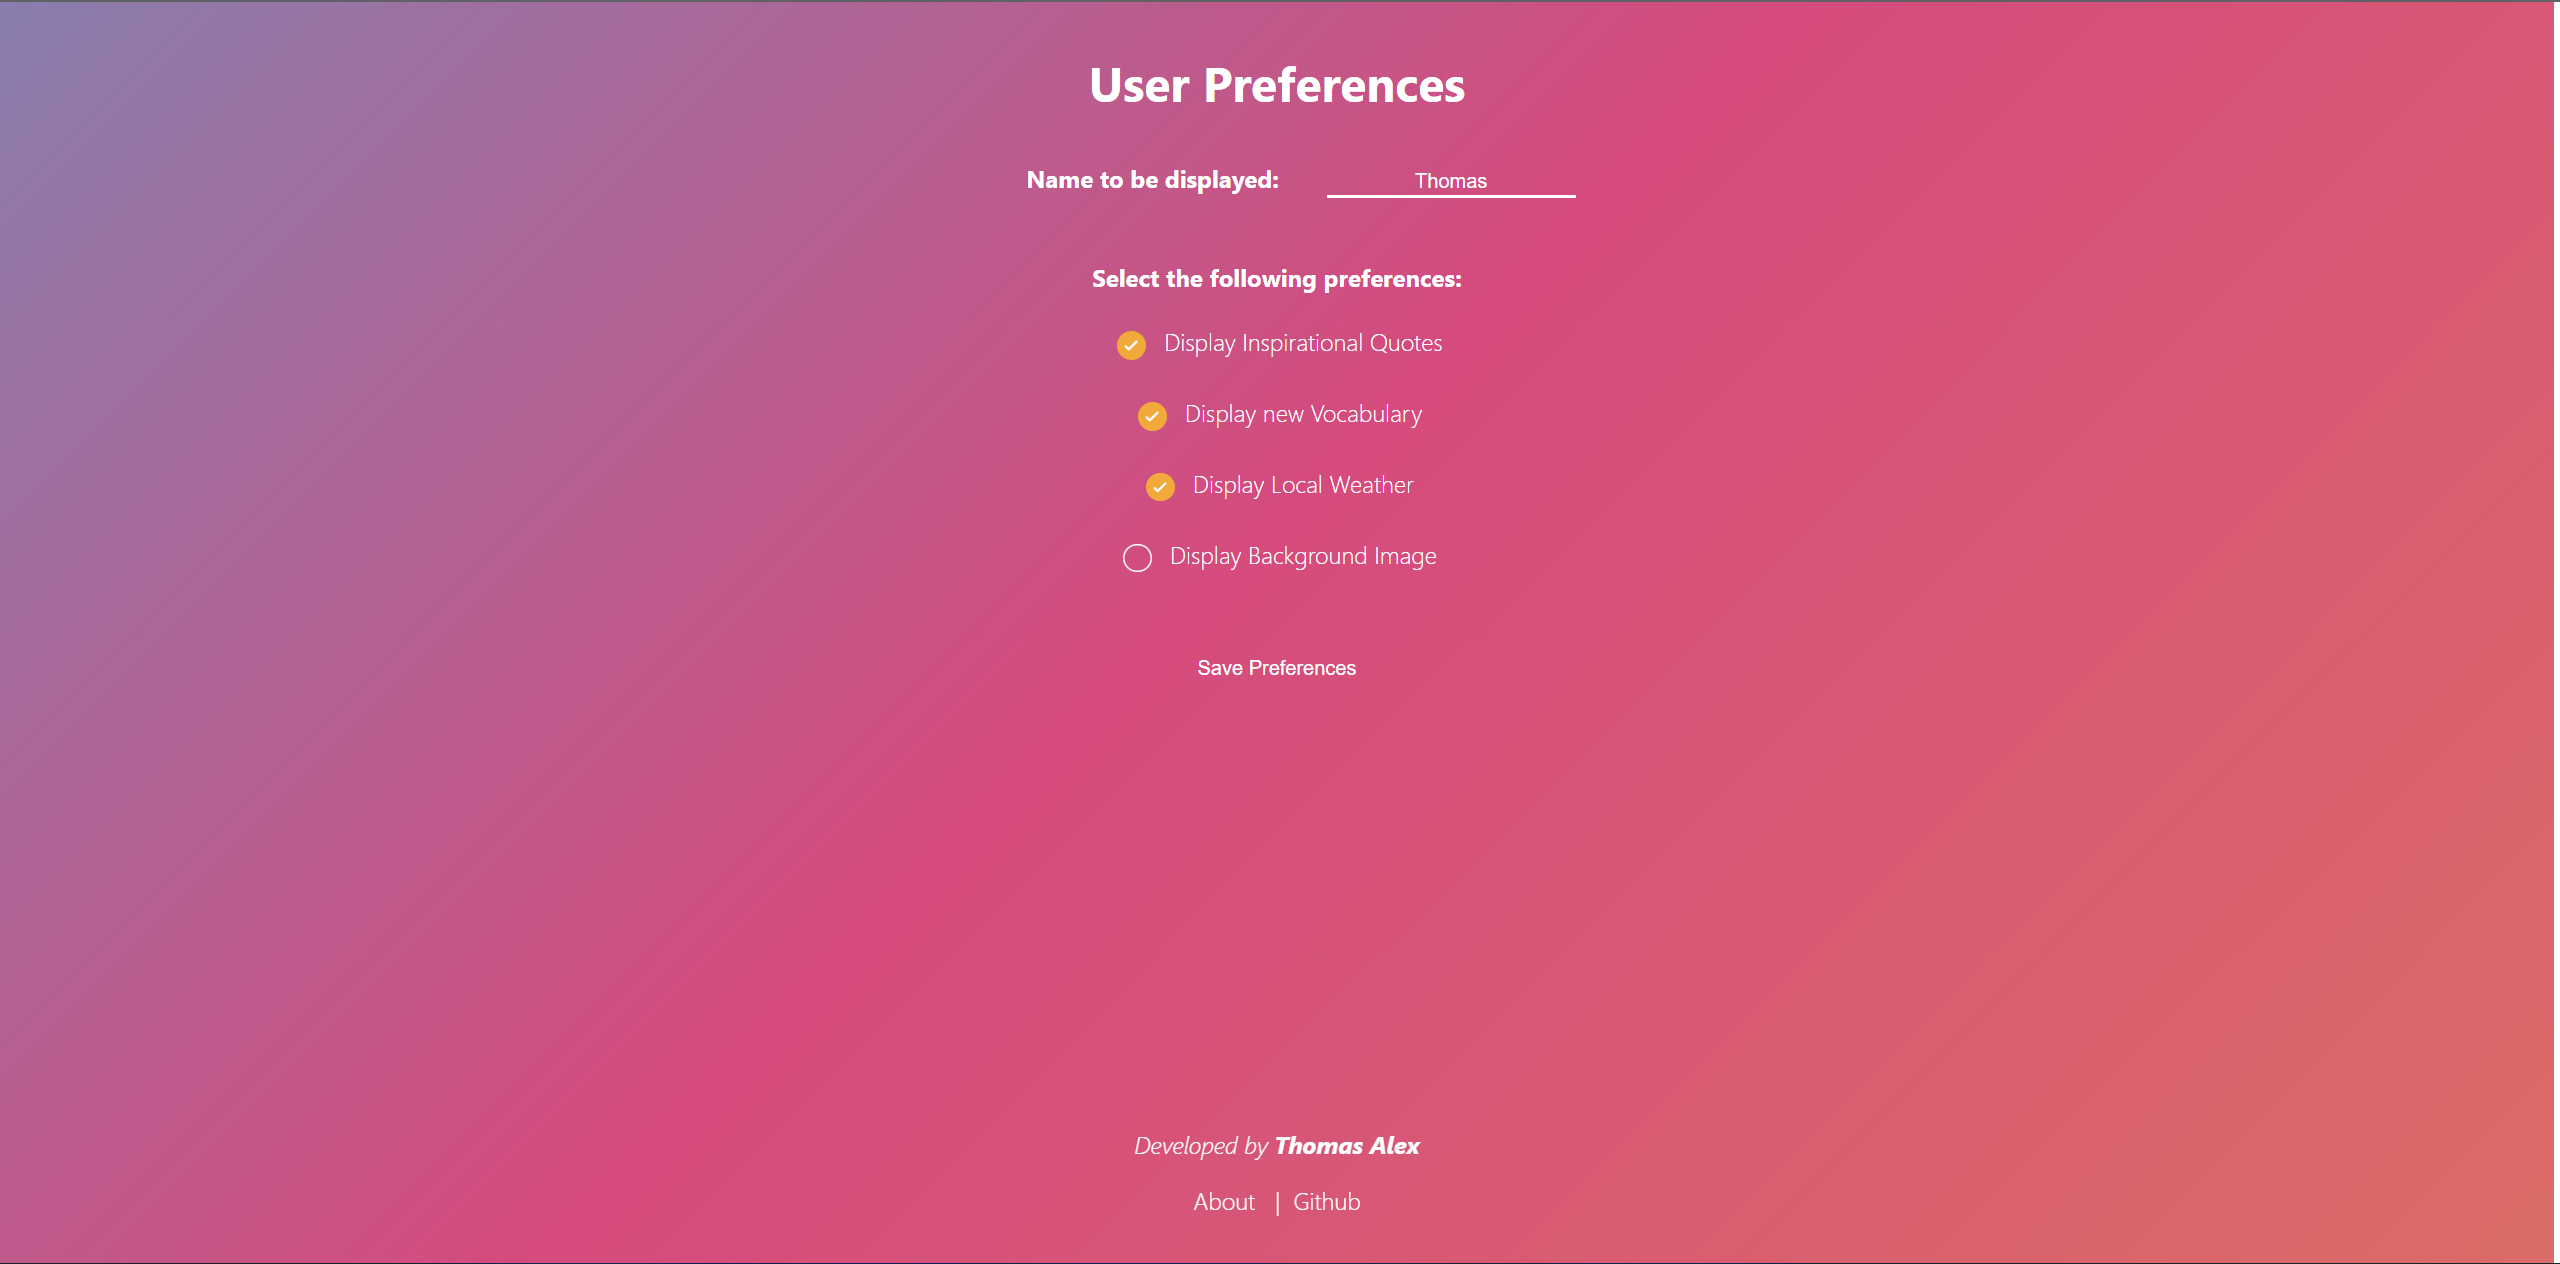 User Preferences
Name to be displayed: Thomas
Select the following preferences:
Display Inspirational Quotes
Display new Vocabulary
Display Local Weather
Display Background Image
Save Preferences
Developed by Thomas Alex
About | Github